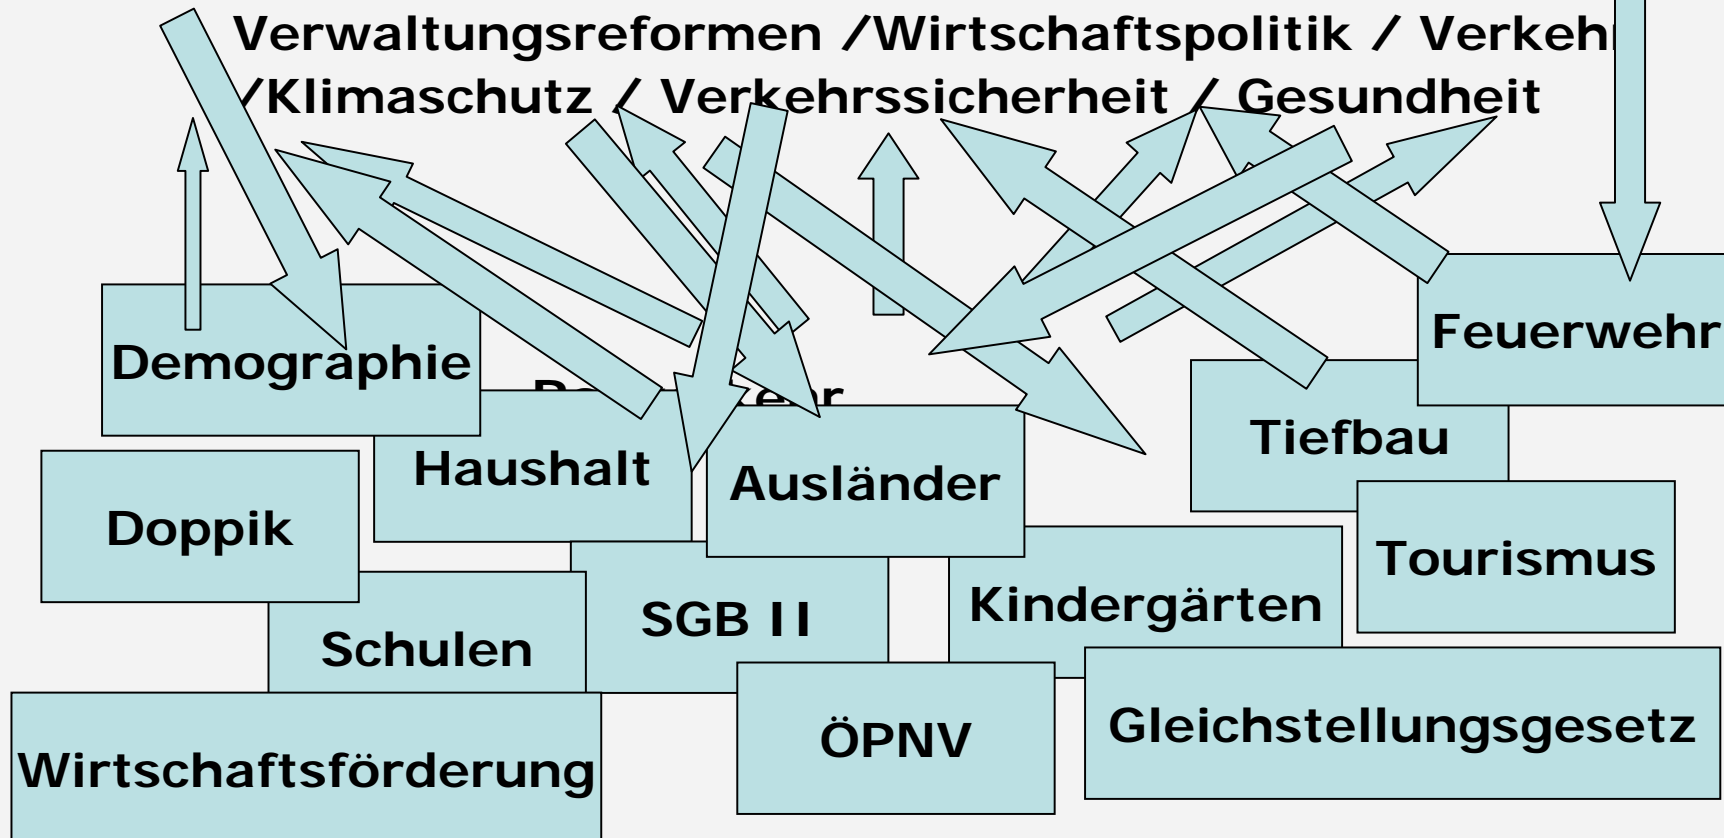 Verwaltungsreformen /Wirtschaftspolitik / Verkehr
/Klimaschutz / Verkehrssicherheit / Gesundheit
Feuerwehr
Demographie
Tiefbau
Haushalt
Ausländer
Doppik
Tourismus
Kindergärten
SGB II
Schulen
Gleichstellungsgesetz
ÖPNV
Wirtschaftsförderung